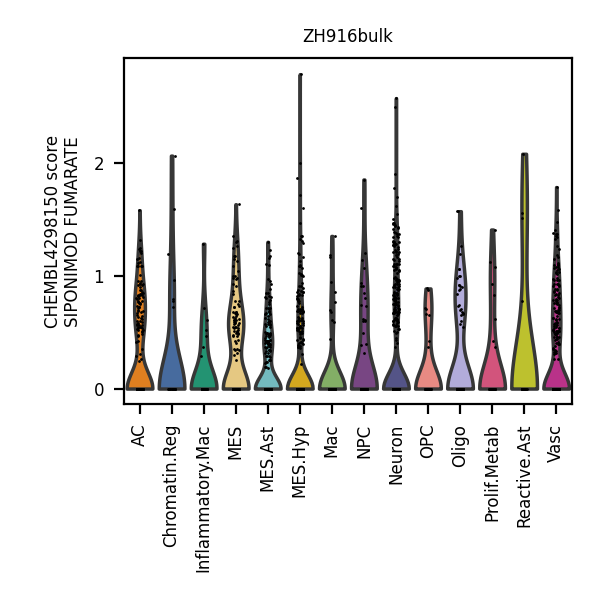 ZH916bulk
CHEMBL4298150 score
SIPONIMOD FUMARATE
2
1
0
AC
Chromatin.Reg
Inflammatory.Mac
MES
MES.Ast
MES.Hyp
Mac
NPC
Neuron
OPC
Oligo
Prolif.Metab
Reactive.Ast
Vasc